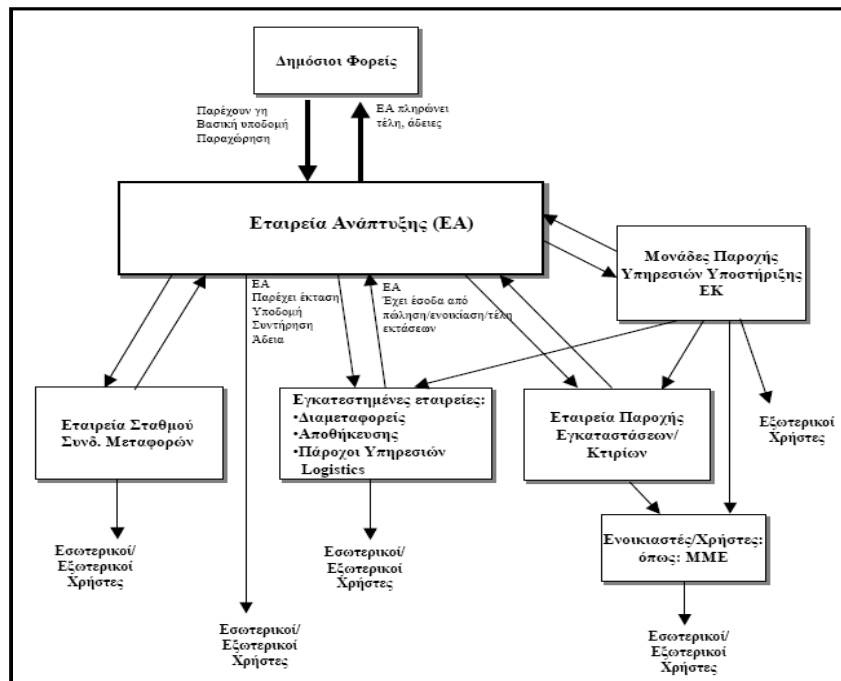 Δημόσιοι Φορείς
Παρέχουν γη
Βασική υποδομή
Παραχώρηση
ΕΑ πληρώνει
τέλη, άδειες
Εταιρεία Ανάπτυξης (ΕΑ)
Μονάδες Παροχής
Υπηρεσιών Υποστήριξης
ΕΚ
ΕΑ
Παρέχει έκταση
Υποδομή
Συντήρηση
Άδεια
ΕΑ
Έχει έσοδα από
πώληση/ενοικίαση/τέλη
εκτάσεων
Εταιρεία Σταθμού
Συνδ. Μεταφορών
Εγκατεστημένες εταιρείες:
•Διαμεταφορείς
•Αποθήκευσης
•Πάροχοι Υπηρεσιών
Logistics
Εταιρεία Παροχής
Εγκαταστάσεων/
Κτιρίων
Εξωτερικοί
Χρήστες
Ενοικιαστές/Χρήστες:
όπως: ΜΜΕ
Εσωτερικοί/
Εξωτερικοί
Χρήστες
Εσωτερικοί/
Εξωτερικοί
Χρήστες
Εσωτερικοί/
Εξωτερικοί
Χρήστες
Εσωτερικοί/
Εξωτερικοί
Χρήστες